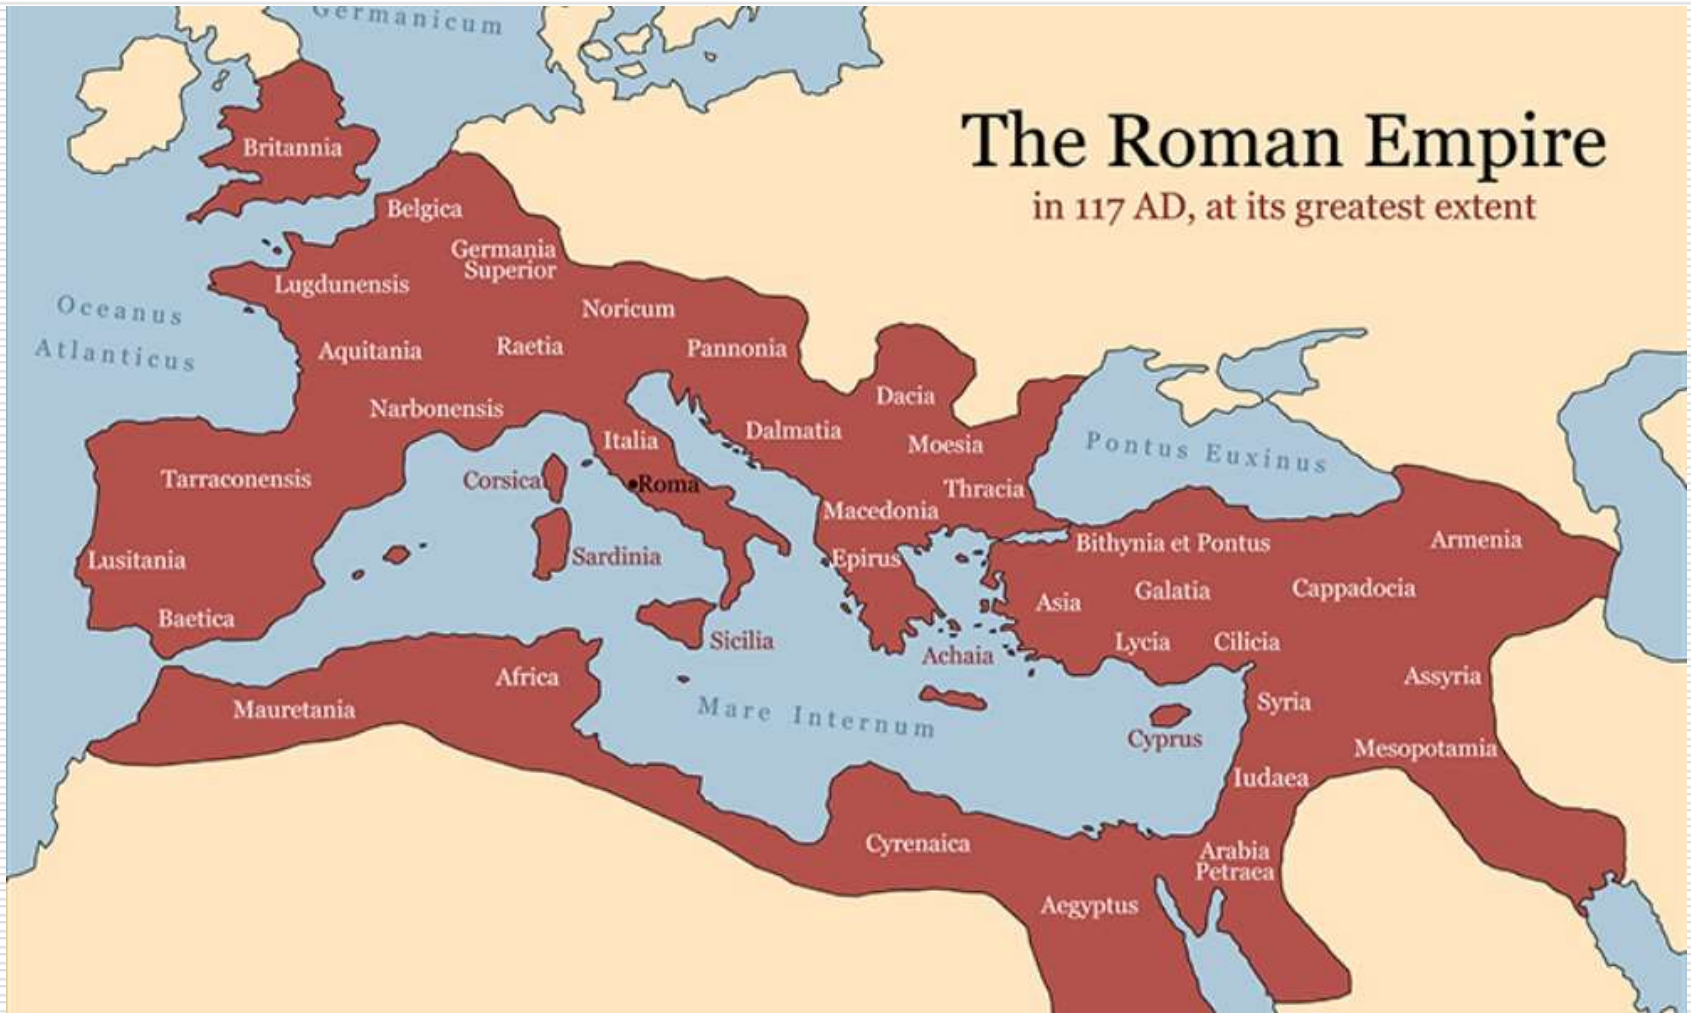 Germanicum
The Roman Empire
in 117 AD, at its greatest extent
Britannia
Belgica
Germania
Superior
Lugdunensis
Oceanus
Atlanticus
Noricum
Aquitania
Raetia
Pannonia
Narbonensis
Dacia
Italia
Dalmatia
Moesia
Pontus Euxinus
Tarraconensis
Corsica
Roma
Thracia
Macedonia
Lusitania
Sardinia
Epirus
Bithynia et Pontus
Armenia
Asia
Galatia
Cappadocia
Baetica
Sicilia
Achaia
Lycia
Cilicia
Africa
Assyria
Mauretania
Mare Internum
Syria
Cyprus
Mesopotamia
Iudaea
Cyrenaica
Arabia
Petraea
Aegyptus